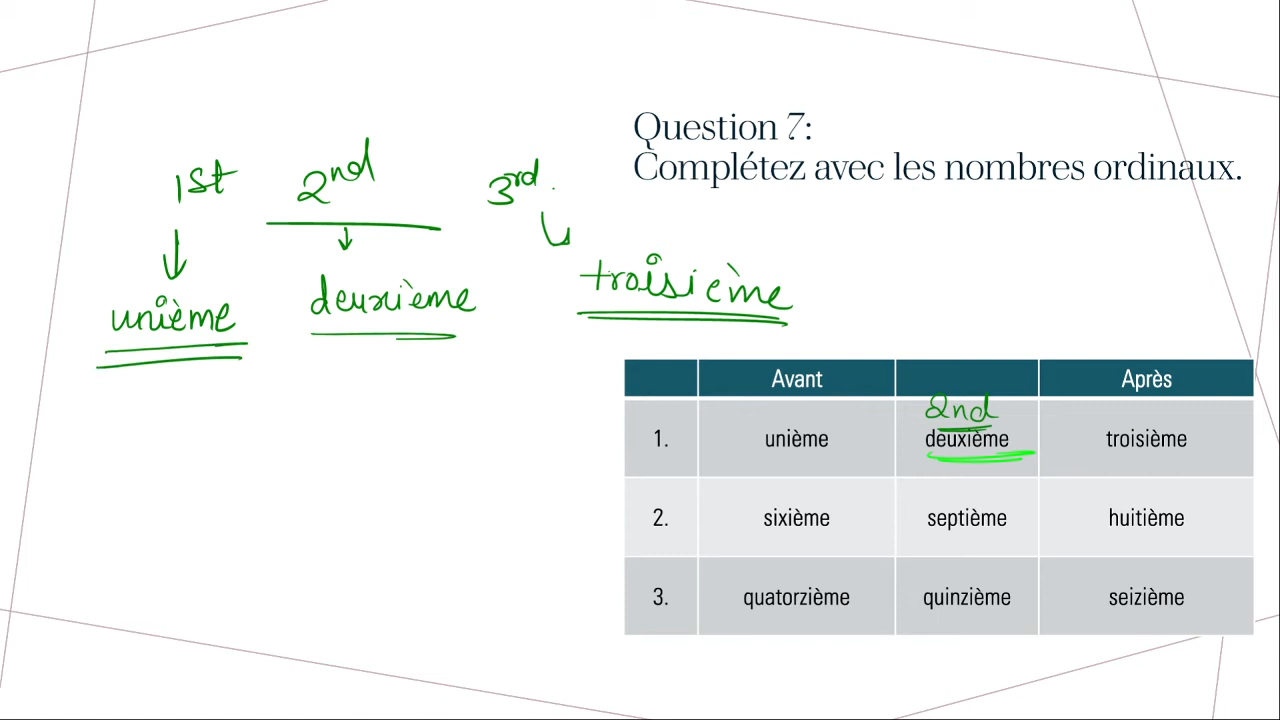 Question 7:
Complétez avec les nombres ordinaux.
1st 2nd 3rd.
unième deuxième troisième
Avant Après
2nd
1. unième deuxième troisième
2. sixième septième huitième
3. quatorzième quinzième seizième